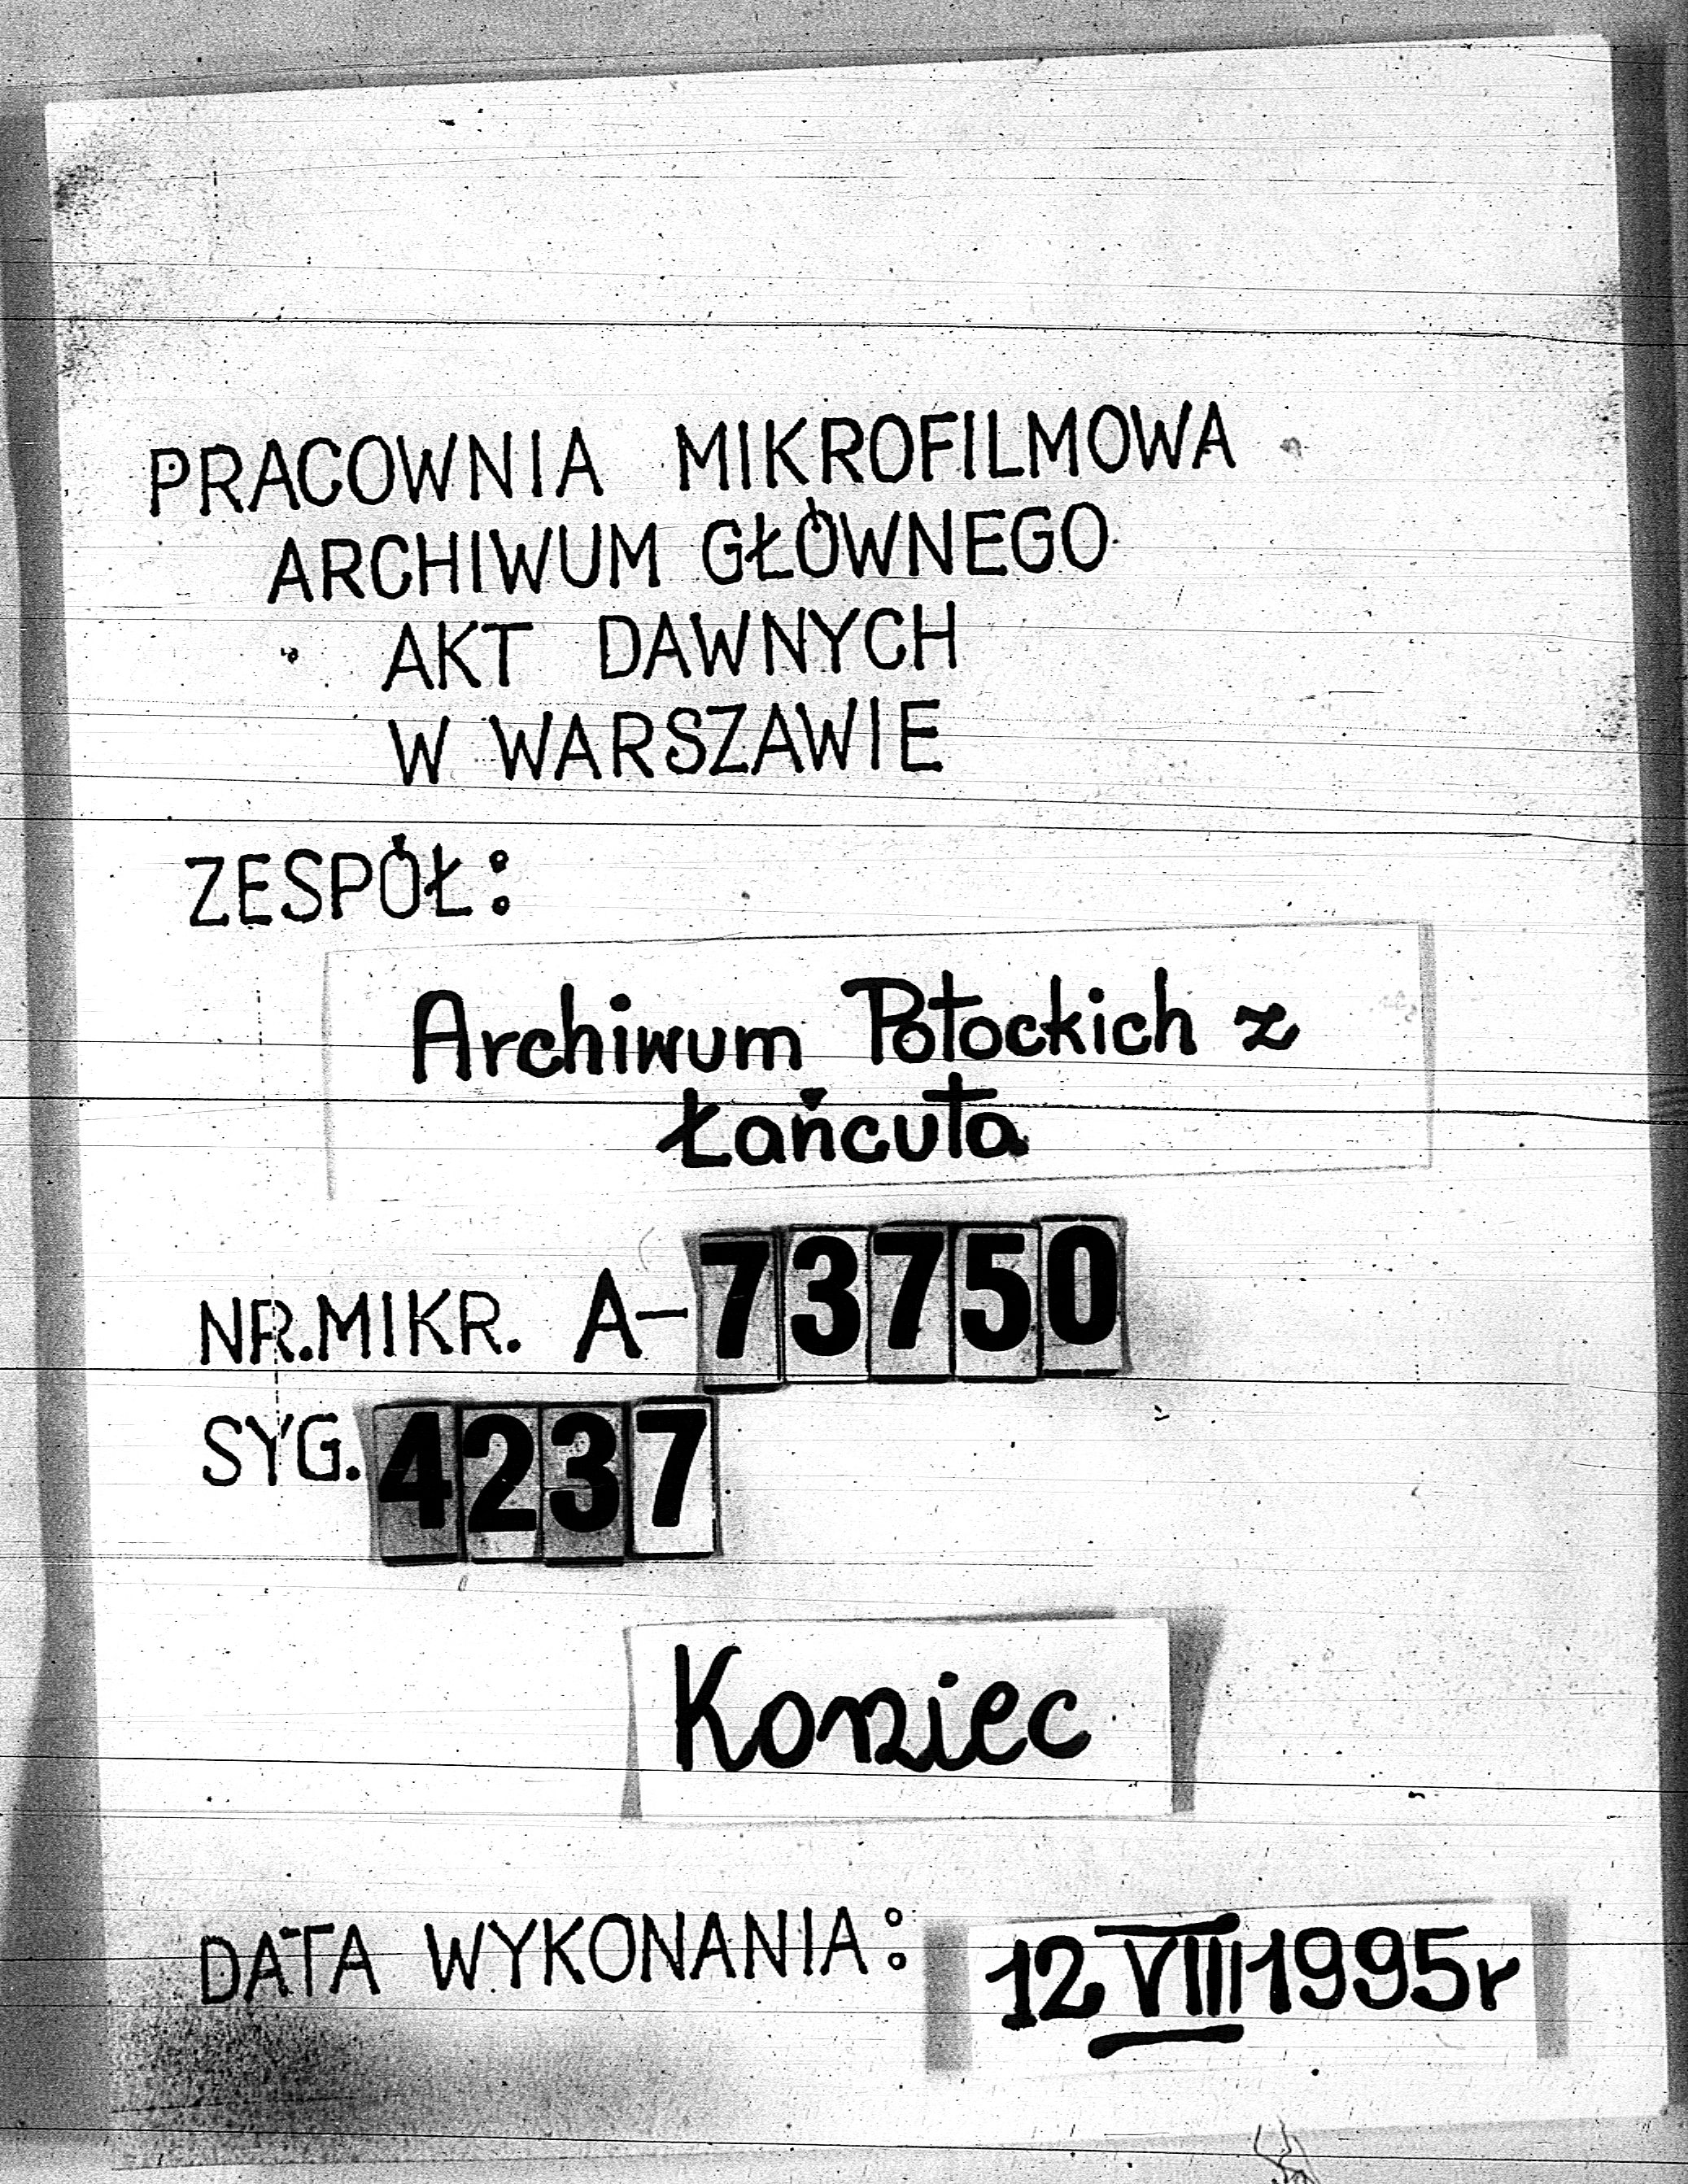 PRACOWNIA MIKROFILMOWA
ARCHIWUM GŁÓWNEGO
AKT DAWNYCH
W WARSZAWIE
ZESPÓŁ:
Archiwum Potockich z
Łańcuta
NR.MIKR. A-73750
SYG. 4237
Koniec
DATA WYKONANIA: 12 VIII 1995r